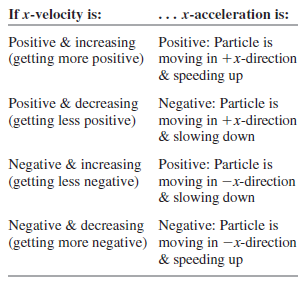 If x-velocity is: . . . x-acceleration is:
Positive & increasing Positive: Particle is
(getting more positive) moving in +x-direction
& speeding up
Positive & decreasing Negative: Particle is
(getting less positive) moving in +x-direction
& slowing down
Negative & increasing Positive: Particle is
(getting less negative) moving in −x-direction
& slowing down
Negative & decreasing Negative: Particle is
(getting more negative) moving in −x-direction
& speeding up